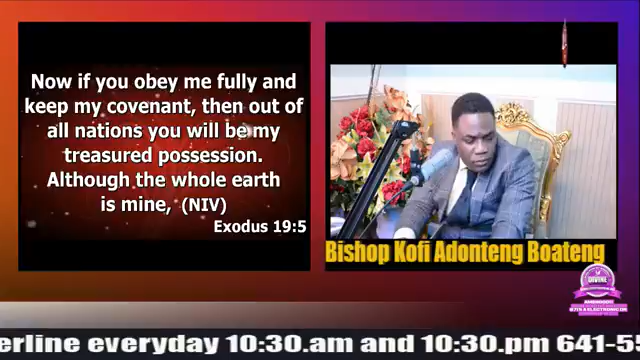 Now if you obey me fully and
keep my covenant, then out of
all nations you will be my
treasured possession.
Although the whole earth
is mine, (NIV)
Exodus 19:5
Bishop Kofi Adonteng Boateng
DIVINE
erline everyday 10:30.am and 10:30.pm 641-5